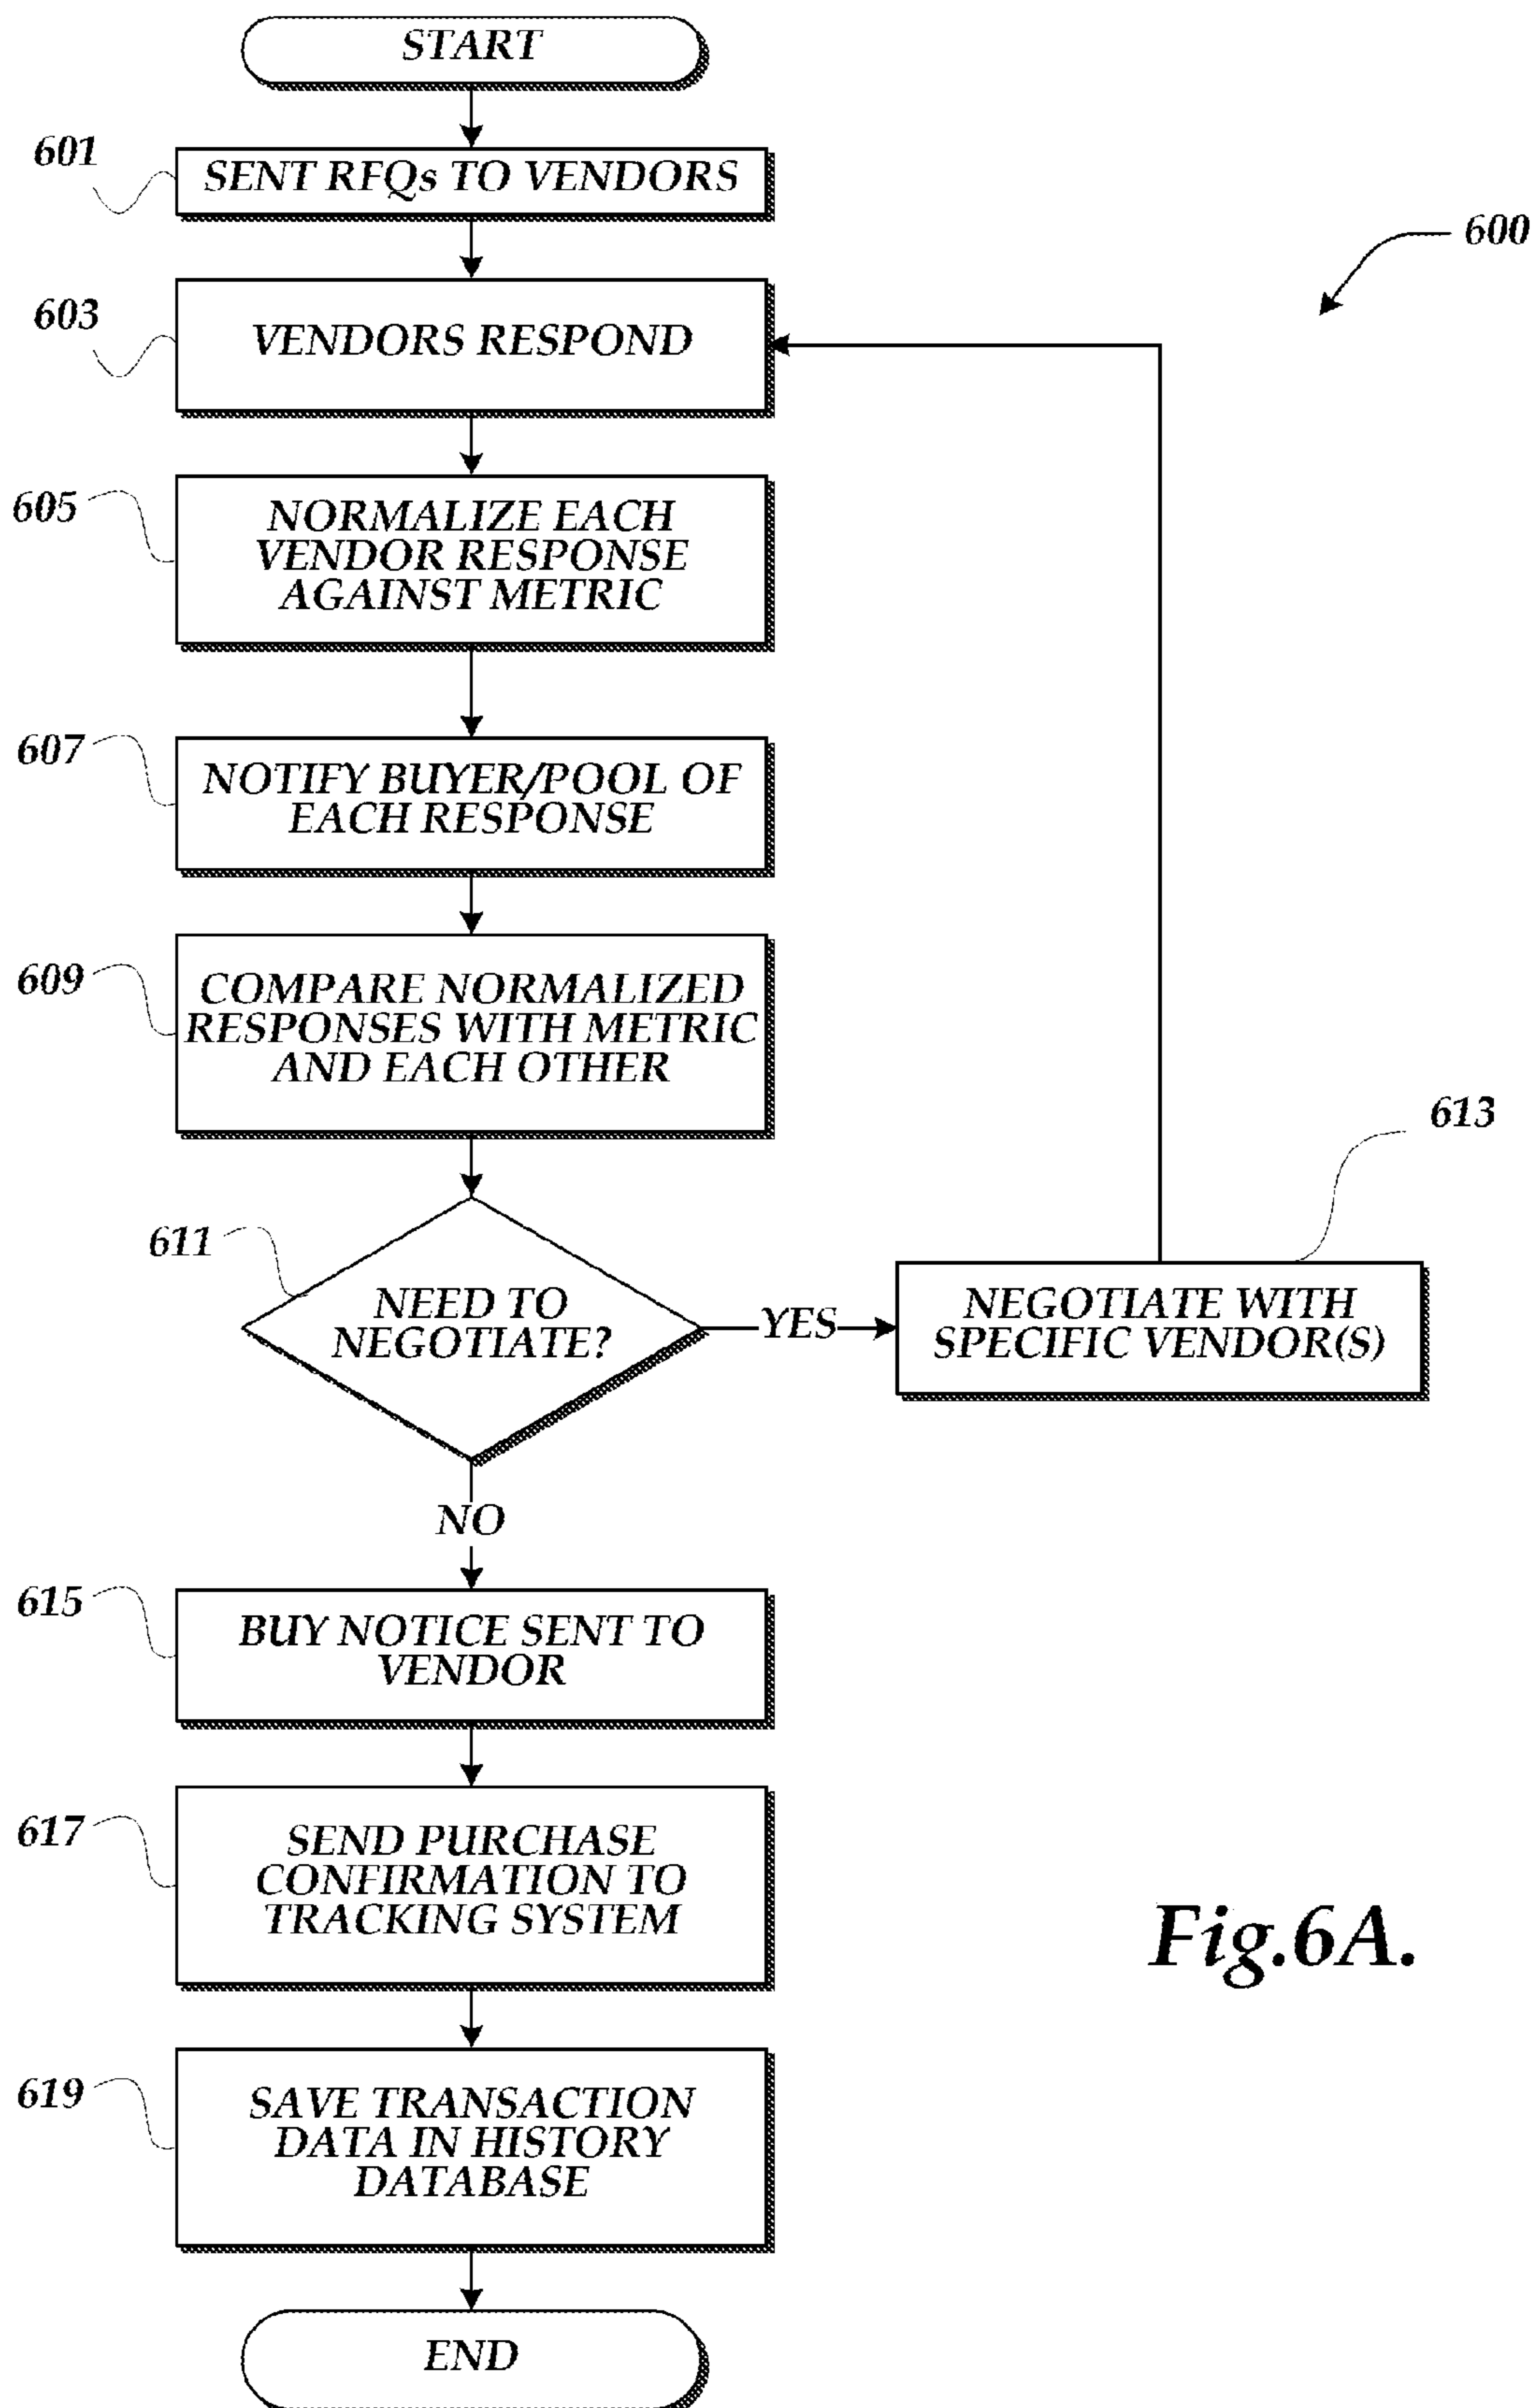 START
601
SENT RFQs TO VENDORS
600
603
VENDORS RESPOND
605
NORMALIZE EACH
VENDOR RESPONSE
AGAINST METRIC
607
NOTIFY BUYER/POOL OF
EACH RESPONSE
609
COMPARE NORMALIZED
RESPONSES WITH METRIC
AND EACH OTHER
611
NEED TO
NEGOTIATE?
YES
613
NEGOTIATE WITH
SPECIFIC VENDOR(S)
NO
615
BUY NOTICE SENT TO
VENDOR
617
SEND PURCHASE
CONFIRMATION TO
TRACKING SYSTEM
Fig.6A.
619
SAVE TRANSACTION
DATA IN HISTORY
DATABASE
END